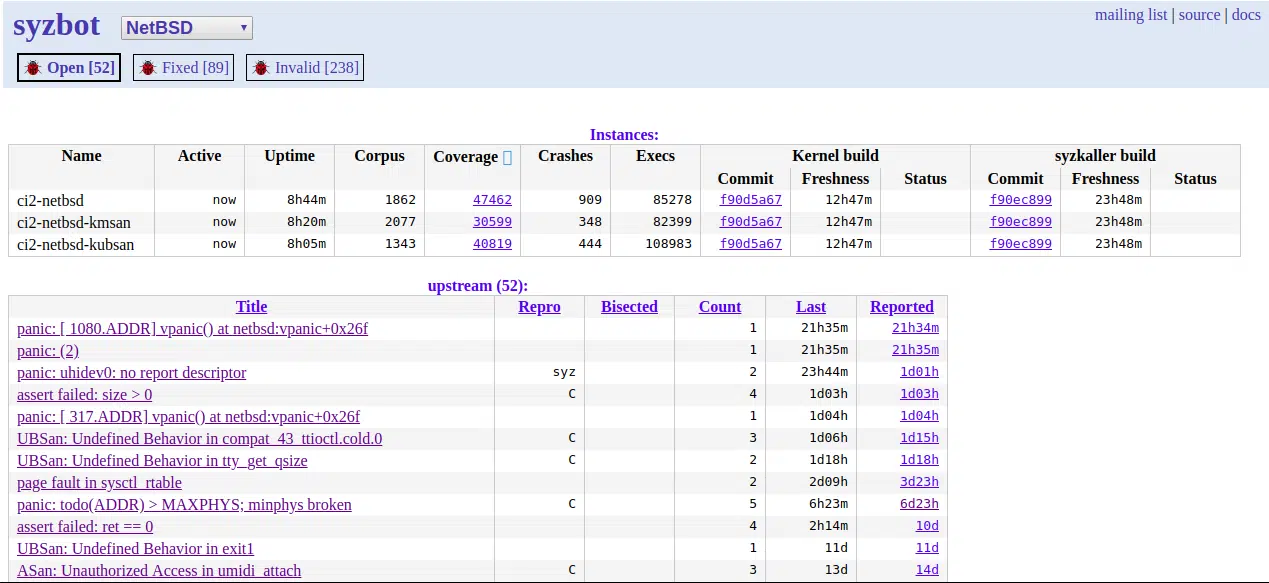 syzbot NetBSD mailing list | source | docs
Open [52] Fixed [89] Invalid [238]
Instances:
Name Active Uptime Corpus Coverage Crashes Execs Kernel build syzkaller build
Commit Freshness Status Commit Freshness Status
ci2-netbsd now 8h44m 1862 47462 909 85278 f90d5a67 12h47m f90ec899 23h48m
ci2-netbsd-kmsan now 8h20m 2077 30599 348 82399 f90d5a67 12h47m f90ec899 23h48m
ci2-netbsd-kubsan now 8h05m 1343 40819 444 108983 f90d5a67 12h47m f90ec899 23h48m
upstream (52):
Title Repro Bisected Count Last Reported
panic: [ 1080.ADDR] vpanic() at netbsd:vpanic+0x26f 1 21h35m 21h34m
panic: (2) 1 21h35m 21h35m
panic: uhidev0: no report descriptor syz 2 23h44m 1d01h
assert failed: size > 0 C 4 1d03h 1d03h
panic: [ 317.ADDR] vpanic() at netbsd:vpanic+0x26f 1 1d04h 1d04h
UBSan: Undefined Behavior in compat_43_ttioctl.cold.0 C 3 1d06h 1d15h
UBSan: Undefined Behavior in tty_get_qsize C 2 1d18h 1d18h
page fault in sysctl_rtable 2 2d09h 3d23h
panic: todo(ADDR) > MAXPHYS; minphys broken C 5 6h23m 6d23h
assert failed: ret == 0 4 2h14m 10d
UBSan: Undefined Behavior in exit1 1 11d 11d
ASan: Unauthorized Access in umidi_attach C 3 13d 14d